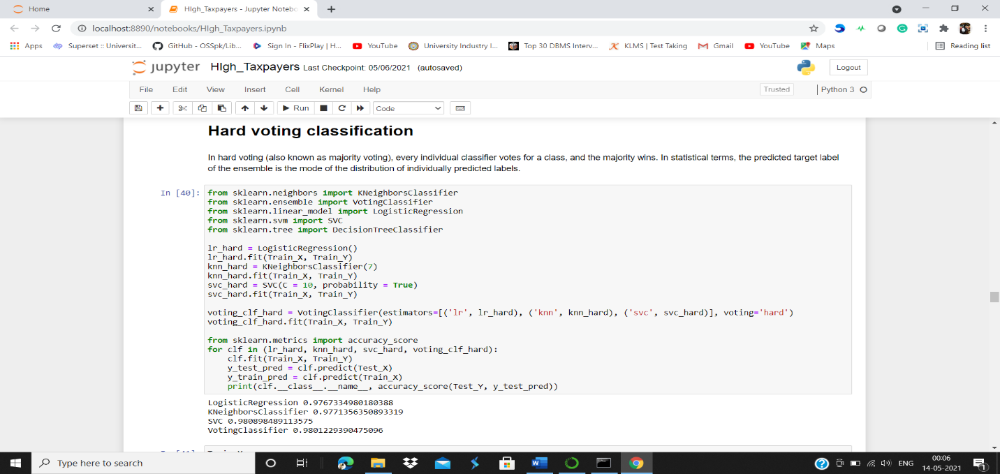 Home
HIgh_Taxpayers - Jupyter Notebo
localhost:8890/notebooks/HIgh_Taxpayers.ipynb
Apps Superset :: Universit... GitHub - OSSpk/Lib... Sign In - FlixPlay | H... YouTube University Industry I... Top 30 DBMS Interv... KLMS | Test Taking Gmail YouTube Maps Reading list
jupyter HIgh_Taxpayers Last Checkpoint: 05/06/2021 (autosaved) Logout
File Edit View Insert Cell Kernel Help Trusted Python 3
Run Code
Hard voting classification
In hard voting (also known as majority voting), every individual classifier votes for a class, and the majority wins. In statistical terms, the predicted target label
of the ensemble is the mode of the distribution of individually predicted labels.
In [40]: from sklearn.neighbors import KNeighborsClassifier
from sklearn.ensemble import VotingClassifier
from sklearn.linear_model import LogisticRegression
from sklearn.svm import SVC
from sklearn.tree import DecisionTreeClassifier
lr_hard = LogisticRegression()
lr_hard.fit(Train_X, Train_Y)
knn_hard = KNeighborsClassifier(7)
knn_hard.fit(Train_X, Train_Y)
svc_hard = SVC(C = 10, probability = True)
svc_hard.fit(Train_X, Train_Y)
voting_clf_hard = VotingClassifier(estimators=[('lr', lr_hard), ('knn', knn_hard), ('svc', svc_hard)], voting='hard')
voting_clf_hard.fit(Train_X, Train_Y)
from sklearn.metrics import accuracy_score
for clf in (lr_hard, knn_hard, svc_hard, voting_clf_hard):
    clf.fit(Train_X, Train_Y)
    y_test_pred = clf.predict(Test_X)
    y_train_pred = clf.predict(Train_X)
    print(clf.__class__.__name__, accuracy_score(Test_Y, y_test_pred))
LogisticRegression 0.9767334980180388
KNeighborsClassifier 0.9771356350893319
SVC 0.980898489113575
VotingClassifier 0.9801229390475096
Type here to search
ENG
00:06
14-05-2021
1